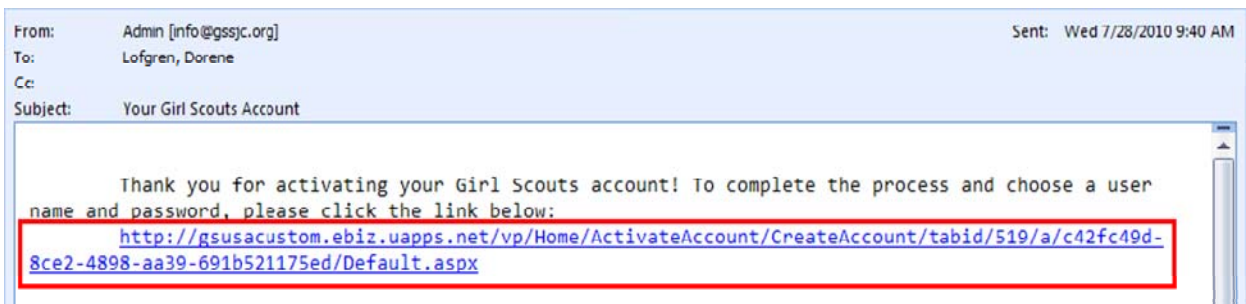 From: Admin [info@gssjc.org] Sent: Wed 7/28/2010 9:40 AM
To: Lofgren, Dorene
Cc:
Subject: Your Girl Scouts Account
Thank you for activating your Girl Scouts account! To complete the process and choose a user
name and password, please click the link below:
http://gsusacustom.ebiz.uapps.net/vp/Home/ActivateAccount/CreateAccount/tabid/519/a/c42fc49d-
8ce2-4898-aa39-691b521175ed/Default.aspx